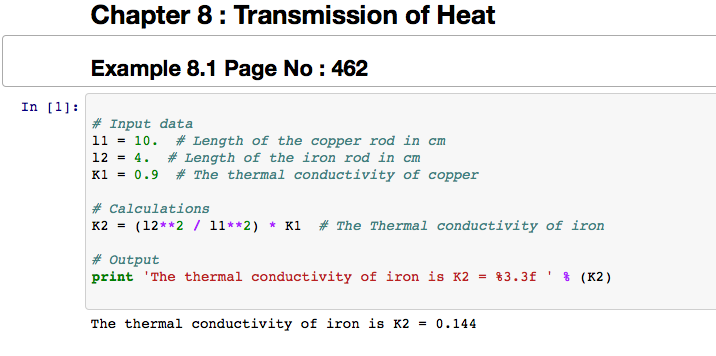 Chapter 8 : Transmission of Heat
Example 8.1 Page No : 462
In [1]:
# Input data
l1 = 10.  # Length of the copper rod in cm
l2 = 4.  # Length of the iron rod in cm
K1 = 0.9  # The thermal conductivity of copper
# Calculations
K2 = (l2**2 / l1**2) * K1  # The Thermal conductivity of iron
# Output
print 'The thermal conductivity of iron is K2 = %3.3f ' % (K2)
The thermal conductivity of iron is K2 = 0.144